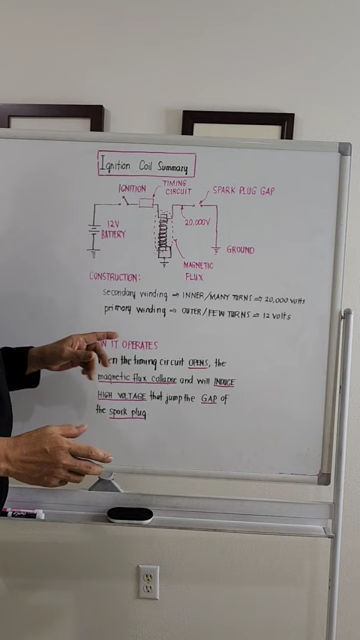 Ignition Coil Summary
IGNITION
TIMING
CIRCUIT
SPARK PLUG GAP
12V
BATTERY
20,000V
GROUND
MAGNETIC
FLUX
CONSTRUCTION:
secondary winding ⇒ INNER/MANY TURNS ⇒ 20,000 volts
primary winding ⇒ OUTER/FEW TURNS ⇒ 12 volts
IT OPERATES
the timing circuit OPENS, the
magnetic flux collapse and will INDUCE
HIGH VOLTAGE that jump the GAP of
the spark plug